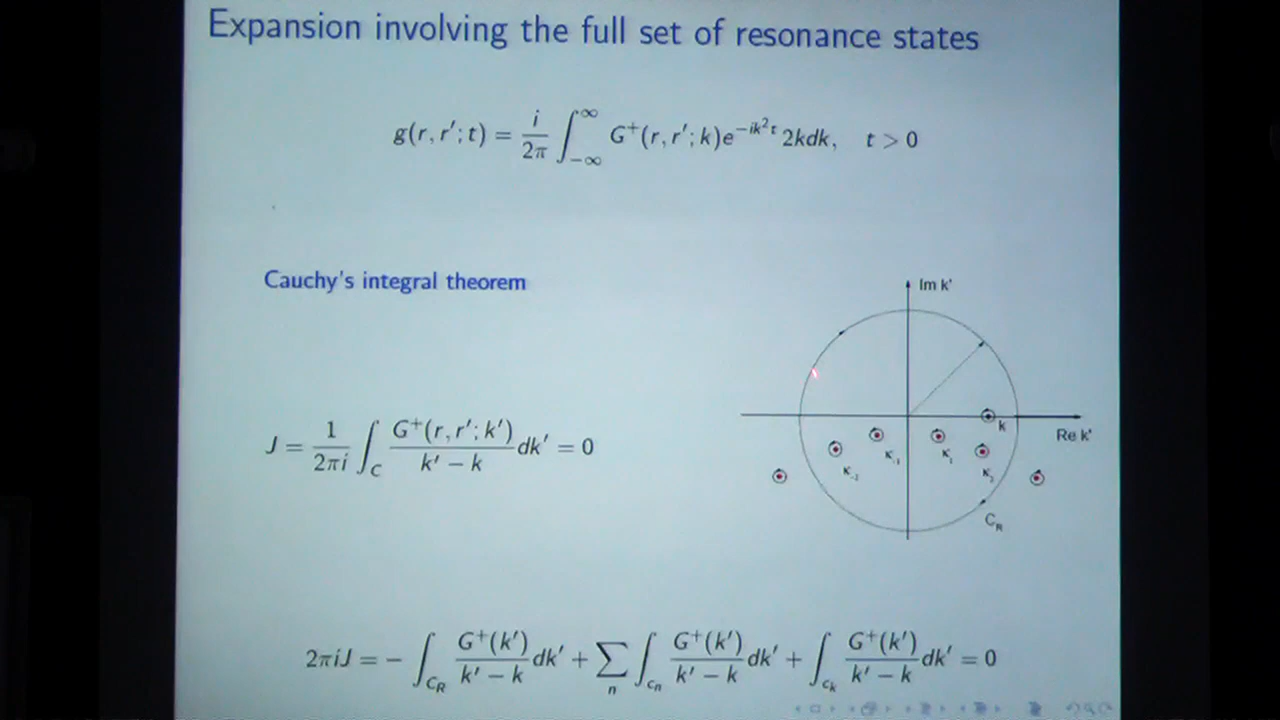 Expansion involving the full set of resonance states
g(r, r′; t) = i/2π ∫_{−∞}^{∞} G⁺(r, r′; k)e^{−ik²t} 2kdk,   t > 0
Cauchy's integral theorem
Im k'
k
Re k'
κ₋₂ κ₋₁ κ₁ κ₂
C_R
J = 1/2πi ∫_C G⁺(r, r′; k′)/(k′ − k) dk′ = 0
2πiJ = − ∫_{C_R} G⁺(k′)/(k′ − k) dk′ + ∑_n ∫_{c_n} G⁺(k′)/(k′ − k) dk′ + ∫_{c_k} G⁺(k′)/(k′ − k) dk′ = 0